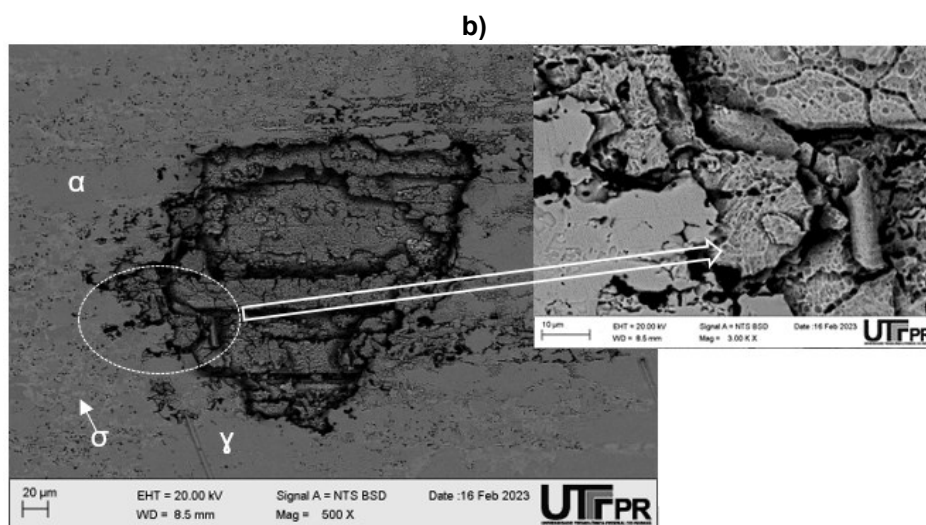 b)
α
σ
γ
10 µm
EHT = 20.00 kV
WD = 8.5 mm
Signal A = NTS BSD
Mag = 3.00 K X
Date :16 Feb 2023
UTFPR
20 µm
EHT = 20.00 kV
WD = 8.5 mm
Signal A = NTS BSD
Mag = 500 X
Date :16 Feb 2023
UTFPR